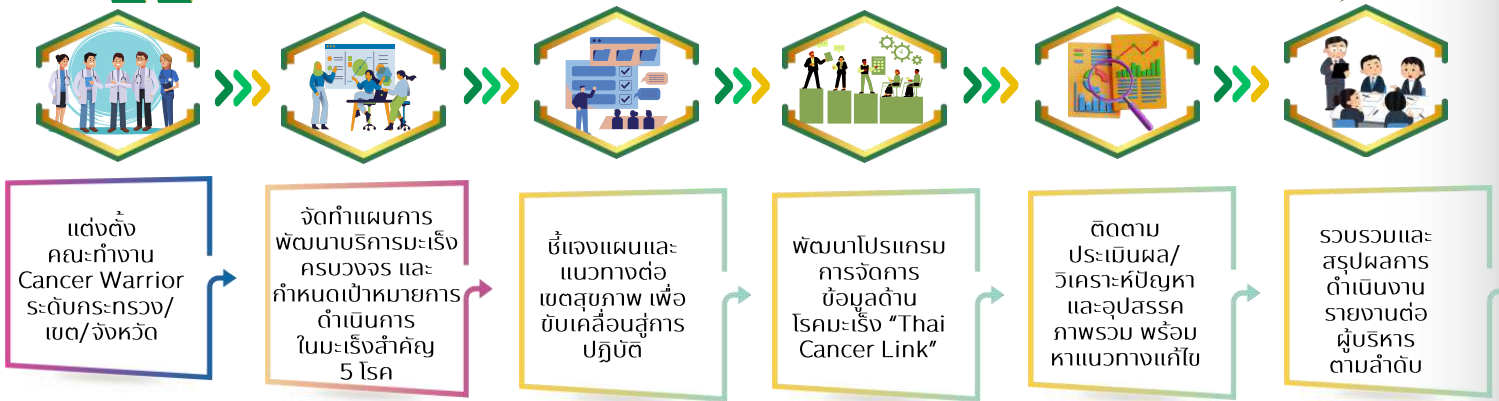 แต่งตั้ง
คณะทำงาน
Cancer Warrior
ระดับกระทรวง/
เขต/จังหวัด
จัดทำแผนการ
พัฒนาบริการมะเร็ง
ครบวงจร และ
กำหนดเป้าหมายการ
ดำเนินการ
ในมะเร็งสำคัญ
5 โรค
ชี้แจงแผนและ
แนวทางต่อ
เขตสุขภาพ เพื่อ
ขับเคลื่อนสู่การ
ปฏิบัติ
พัฒนาโปรแกรม
การจัดการ
ข้อมูลด้าน
โรคมะเร็ง “Thai
Cancer Link”
ติดตาม
ประเมินผล/
วิเคราะห์ปัญหา
และอุปสรรค
ภาพรวม พร้อม
หาแนวทางแก้ไข
รวบรวมและ
สรุปผลการ
ดำเนินงาน
รายงานต่อ
ผู้บริหาร
ตามลำดับ